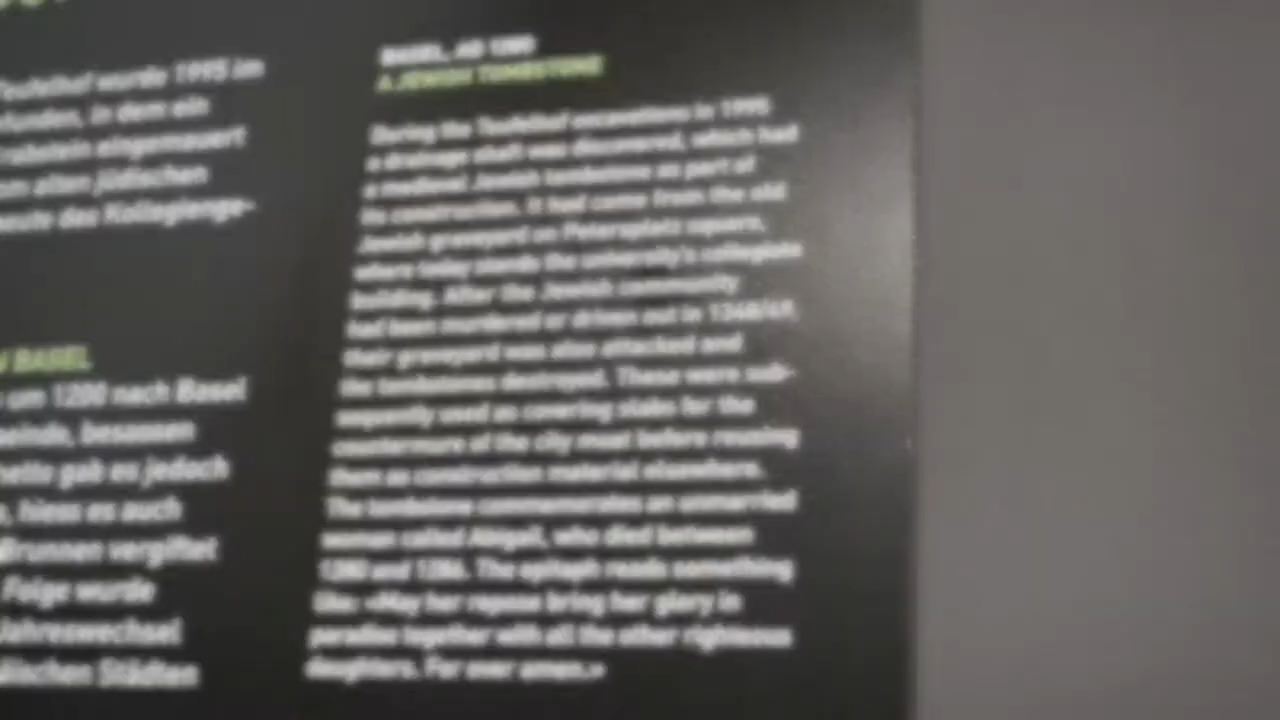 Teufelhof wurde 1995 im
in dem ein
eingemauert
alten jüdischen
des Kollegienge-
BASEL
um 1200 nach Basel
besassen
gab es jedoch
hiess es auch
Brunnen vergiftet
Folge wurde
Jahreswechsel
Städten
BASEL, AD 1280
A JEWISH TOMBSTONE
During the Teufelhof excavations in 1995
a drainage shaft was discovered, which had
a medieval Jewish tombstone as part of
its construction. It had come from the old
Jewish graveyard on Petersplatz square,
where today stands the university's collegiate
building. After the Jewish community
had been murdered or driven out in 1348/49,
their graveyard was also attacked and
the tombstones destroyed. These were sub-
sequently used as covering slabs for the
countermure of the city moat before reusing
them as construction material elsewhere.
The tombstone commemorates an unmarried
woman called Abigail, who died between
1280 and 1286. The epitaph reads something
like: «May her repose bring her glory in
paradise together with all the other righteous
daughters. For ever amen.»